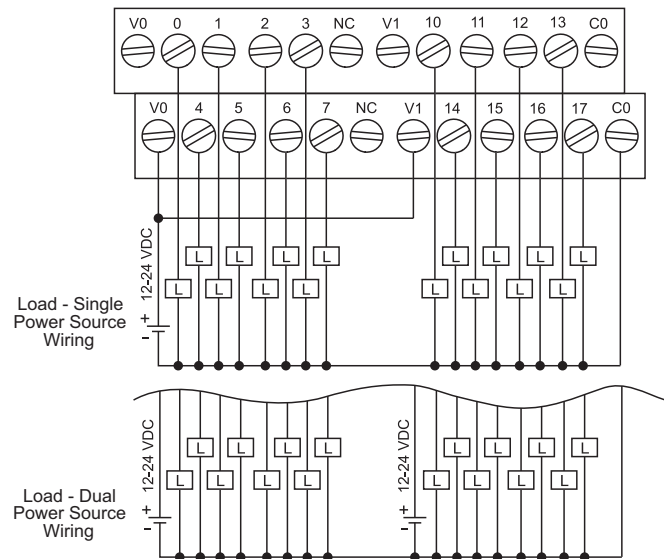 V0 0 1 2 3 NC V1 10 11 12 13 C0
V0 4 5 6 7 NC V1 14 15 16 17 C0
12-24 VDC
L L L L L L L L
L L L L L L L L
Load - Single
Power Source
Wiring
+
-
12-24 VDC
12-24 VDC
L L L L L L L L
L L L L L L L L
Load - Dual
Power Source
Wiring
+
-
+
-